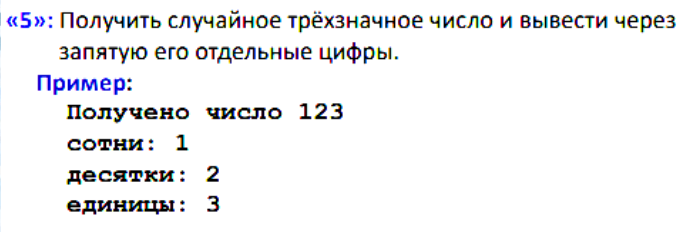 «5»: Получить случайное трёхзначное число и вывести через
запятую его отдельные цифры.
Пример:
Получено число 123
сотни: 1
десятки: 2
единицы: 3